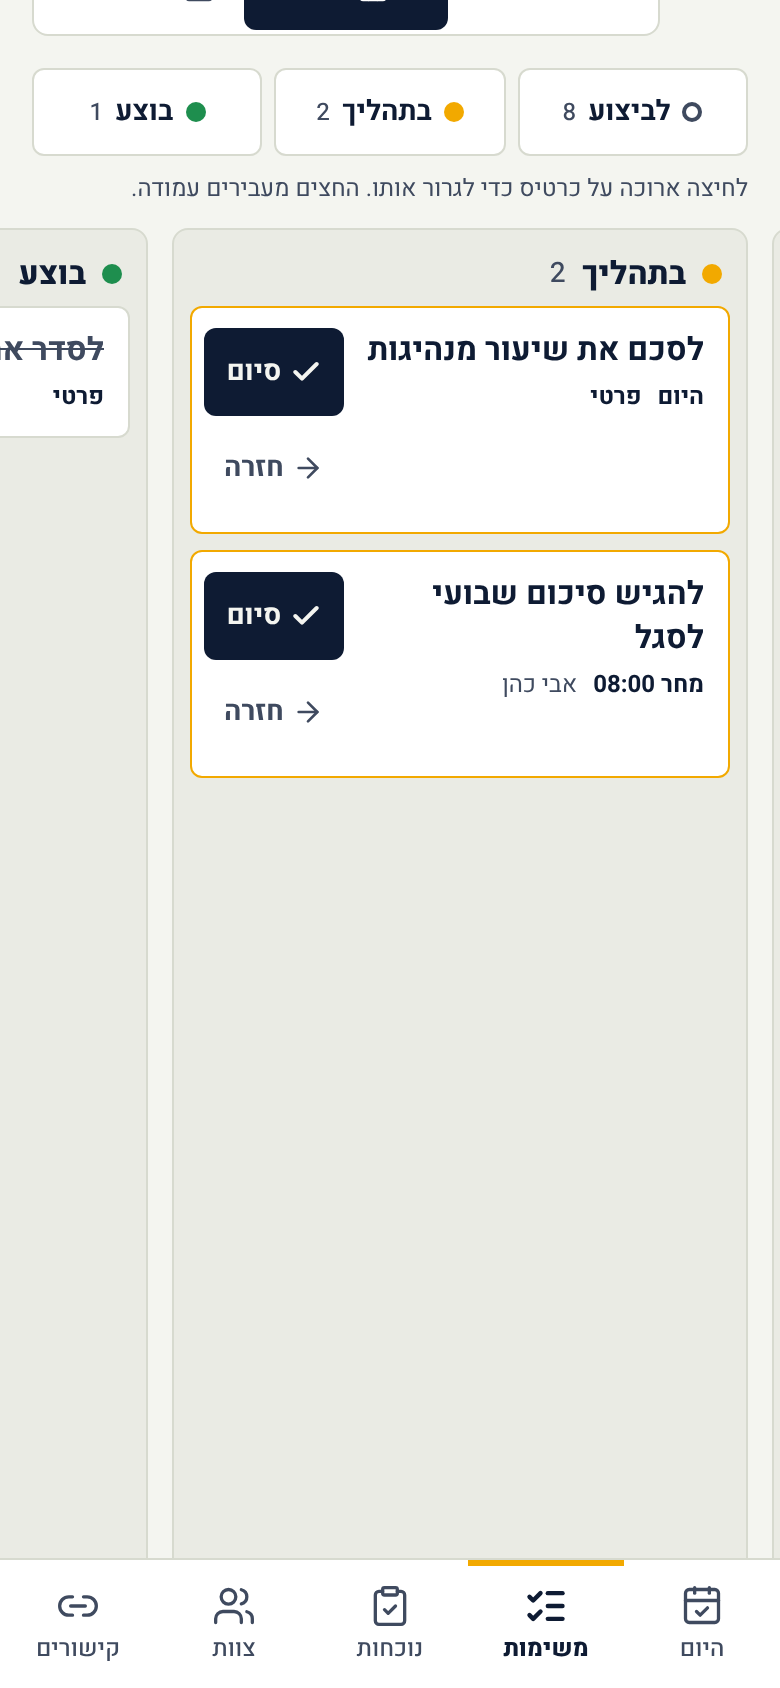 לביצוע 8
בתהליך 2
בוצע 1
לחיצה ארוכה על כרטיס כדי לגרור אותו. החצים מעבירים עמודה.
בתהליך 2
לסכם את שיעור מנהיגות
היום פרטי
סיום
חזרה
להגיש סיכום שבועי
לסגל
מחר 08:00 אבי כהן
סיום
חזרה
בוצע
לסדר
פרטי
היום
משימות
נוכחות
צוות
קישורים